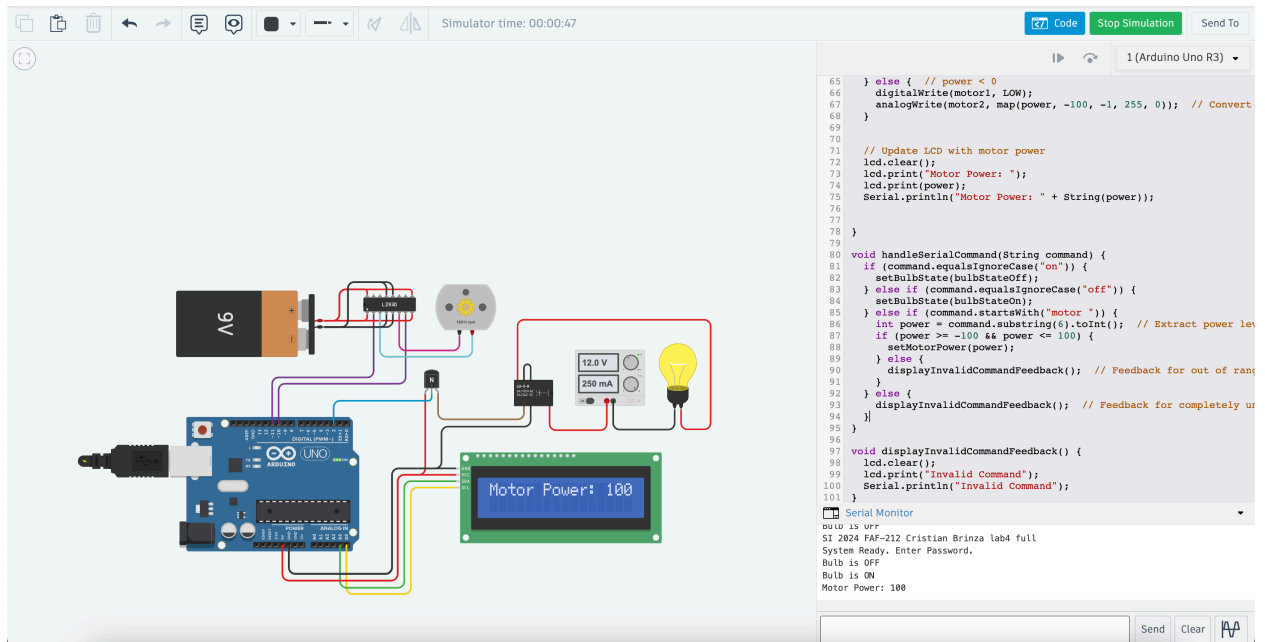 Simulator time: 00:00:47
Code
Stop Simulation
Send To
1 (Arduino Uno R3)
65 } else { // power < 0
66 digitalWrite(motor1, LOW);
67 analogWrite(motor2, map(power, -100, -1, 255, 0)); // Convert
68 }
69
70
71 // Update LCD with motor power
72 lcd.clear();
73 lcd.print("Motor Power: ");
74 lcd.print(power);
75 Serial.println("Motor Power: " + String(power));
76
77
78 }
79
80 void handleSerialCommand(String command) {
81 if (command.equalsIgnoreCase("on")) {
82 setBulbState(bulbStateOff);
83 } else if (command.equalsIgnoreCase("off")) {
84 setBulbState(bulbStateOn);
85 } else if (command.startsWith("motor ")) {
86 int power = command.substring(6).toInt(); // Extract power lev
87 if (power >= -100 && power <= 100) {
88 setMotorPower(power);
89 } else {
90 displayInvalidCommandFeedback(); // Feedback for out of rang
91 }
92 } else {
93 displayInvalidCommandFeedback(); // Feedback for completely un
94 }
95 }
96
97 void displayInvalidCommandFeedback() {
98 lcd.clear();
99 lcd.print("Invalid Command");
100 Serial.println("Invalid Command");
101 }
Serial Monitor
Bulb is OFF
SI 2024 FAF-212 Cristian Brinza lab4 full
System Ready. Enter Password.
Bulb is OFF
Bulb is ON
Motor Power: 100
Send
Clear
9V
L293D
N
12.0 V
250 mA
DIGITAL (PWM~)
UNO
ARDUINO
POWER
ANALOG IN
GND
VCC
SDA
SCL
Motor Power: 100